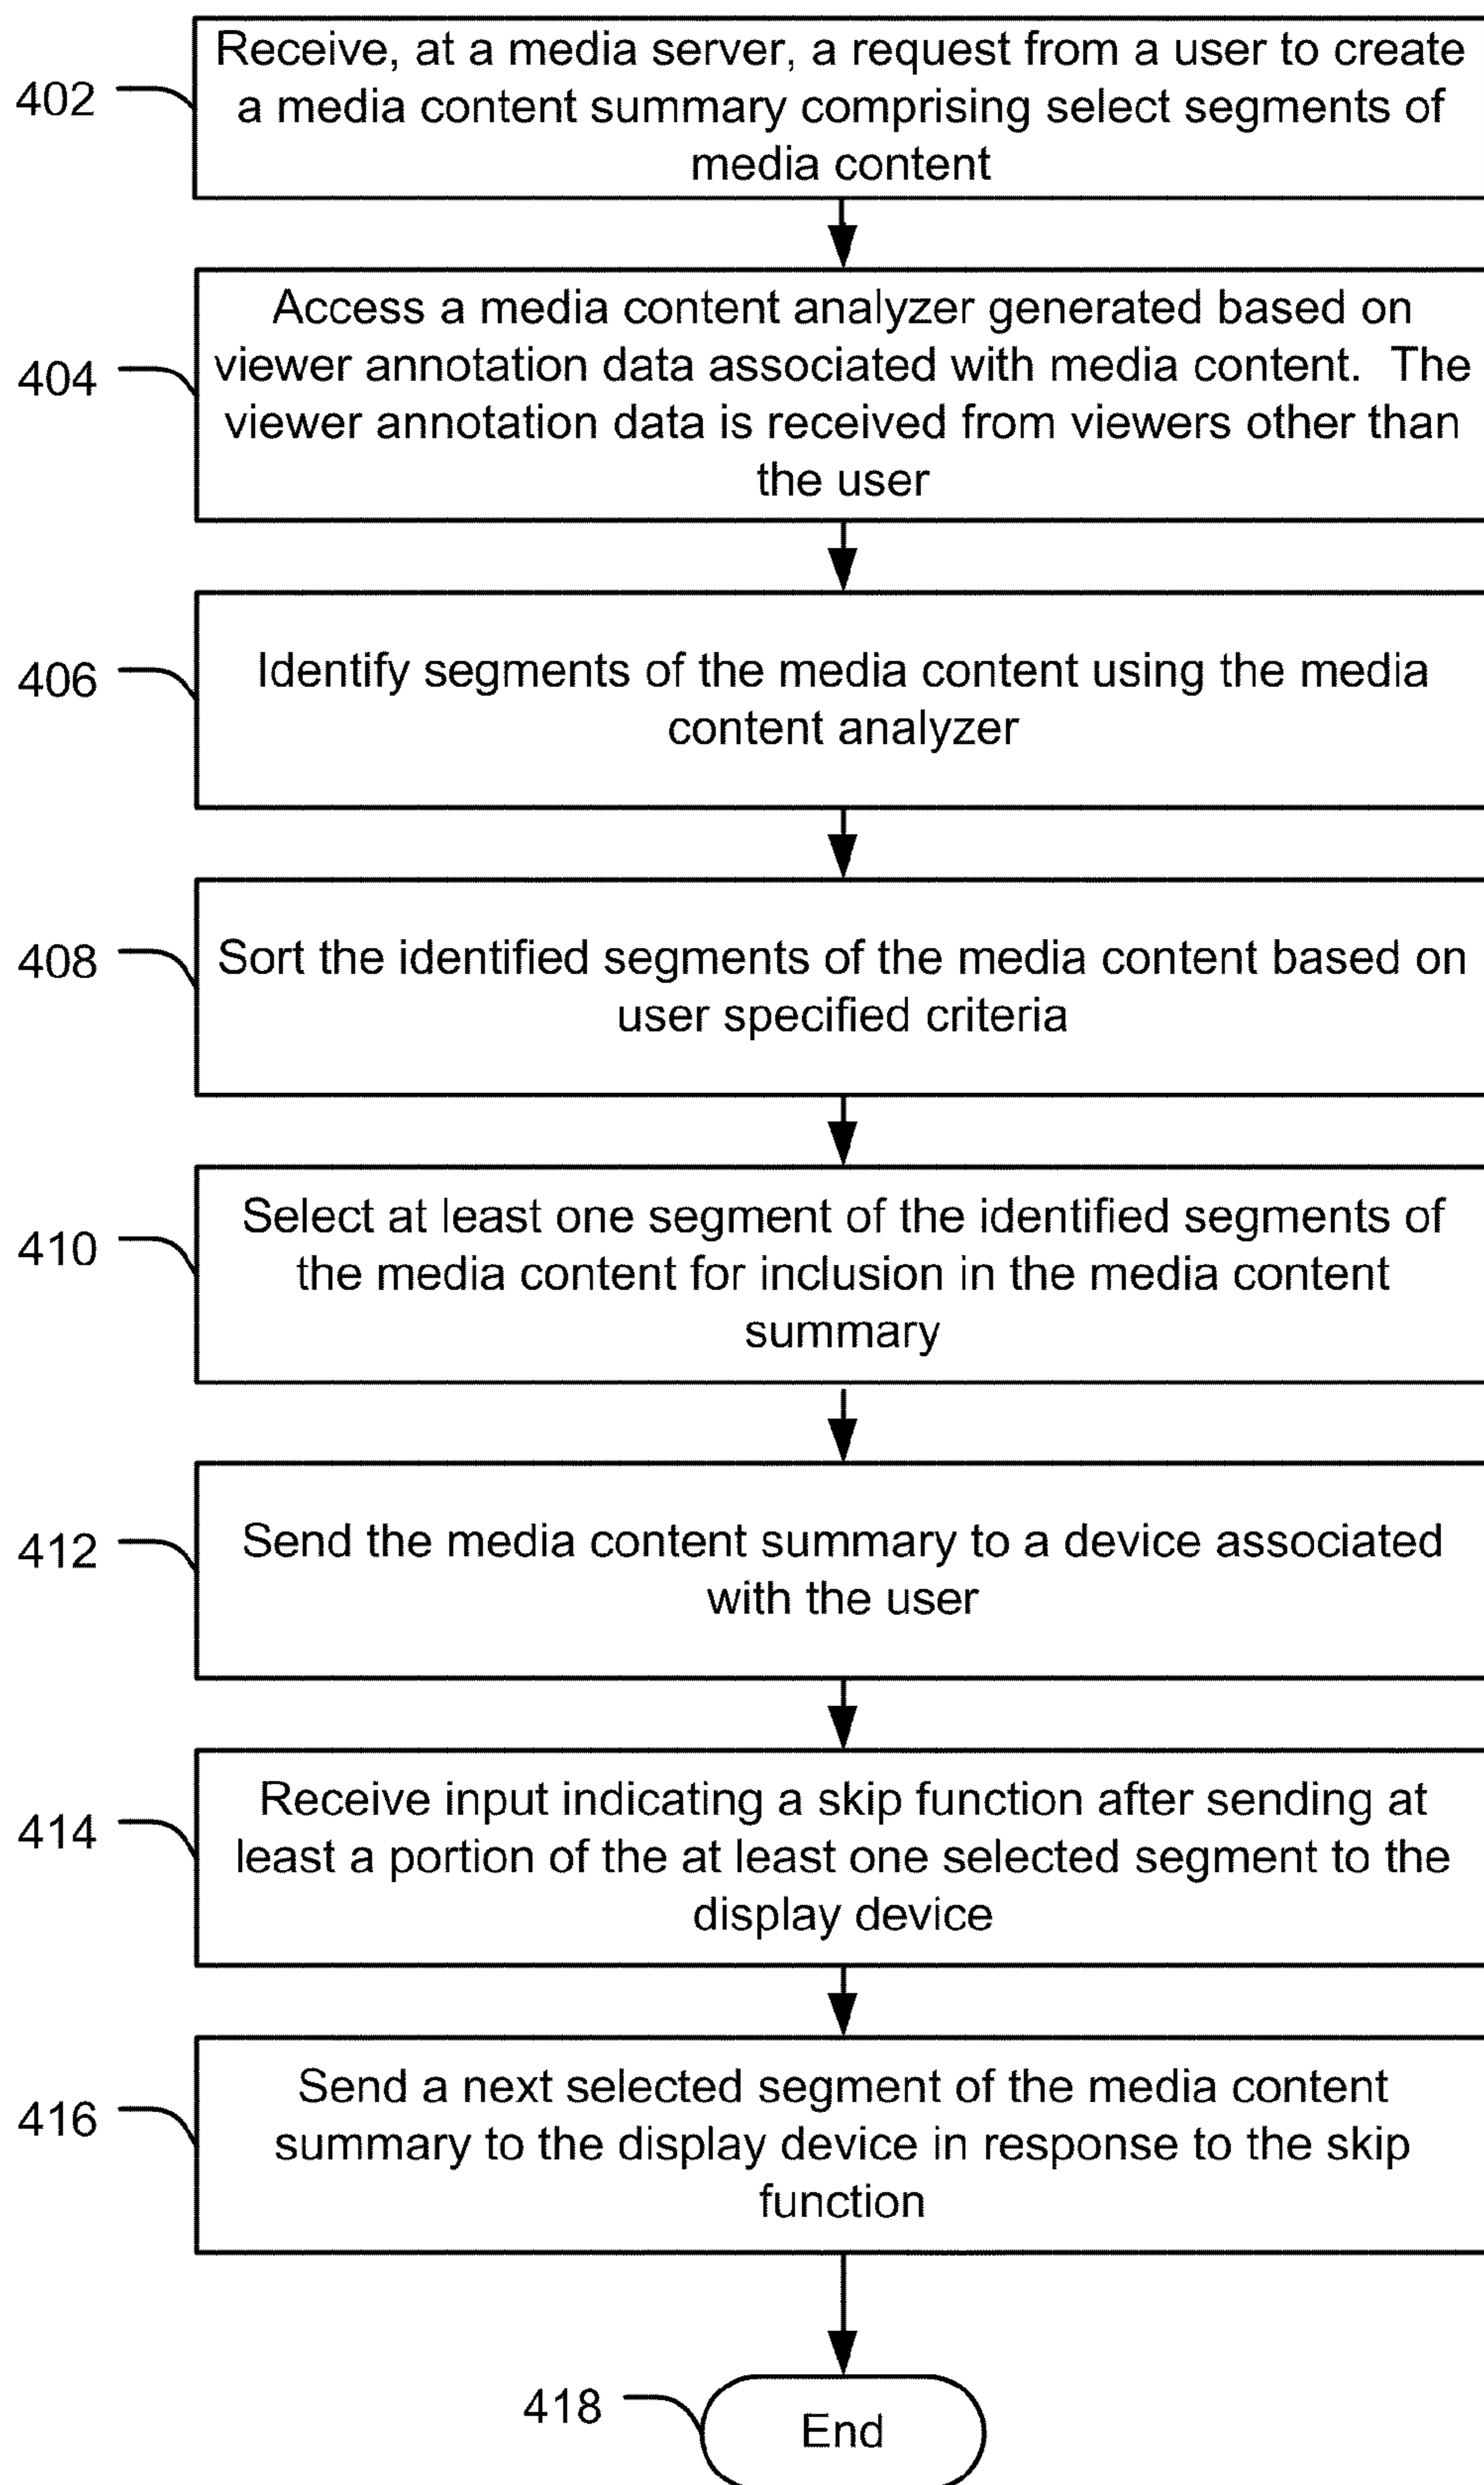 402
Receive, at a media server, a request from a user to create
a media content summary comprising select segments of
media content
404
Access a media content analyzer generated based on
viewer annotation data associated with media content.  The
viewer annotation data is received from viewers other than
the user
406
Identify segments of the media content using the media
content analyzer
408
Sort the identified segments of the media content based on
user specified criteria
410
Select at least one segment of the identified segments of
the media content for inclusion in the media content
summary
412
Send the media content summary to a device associated
with the user
414
Receive input indicating a skip function after sending at
least a portion of the at least one selected segment to the
display device
416
Send a next selected segment of the media content
summary to the display device in response to the skip
function
418
End